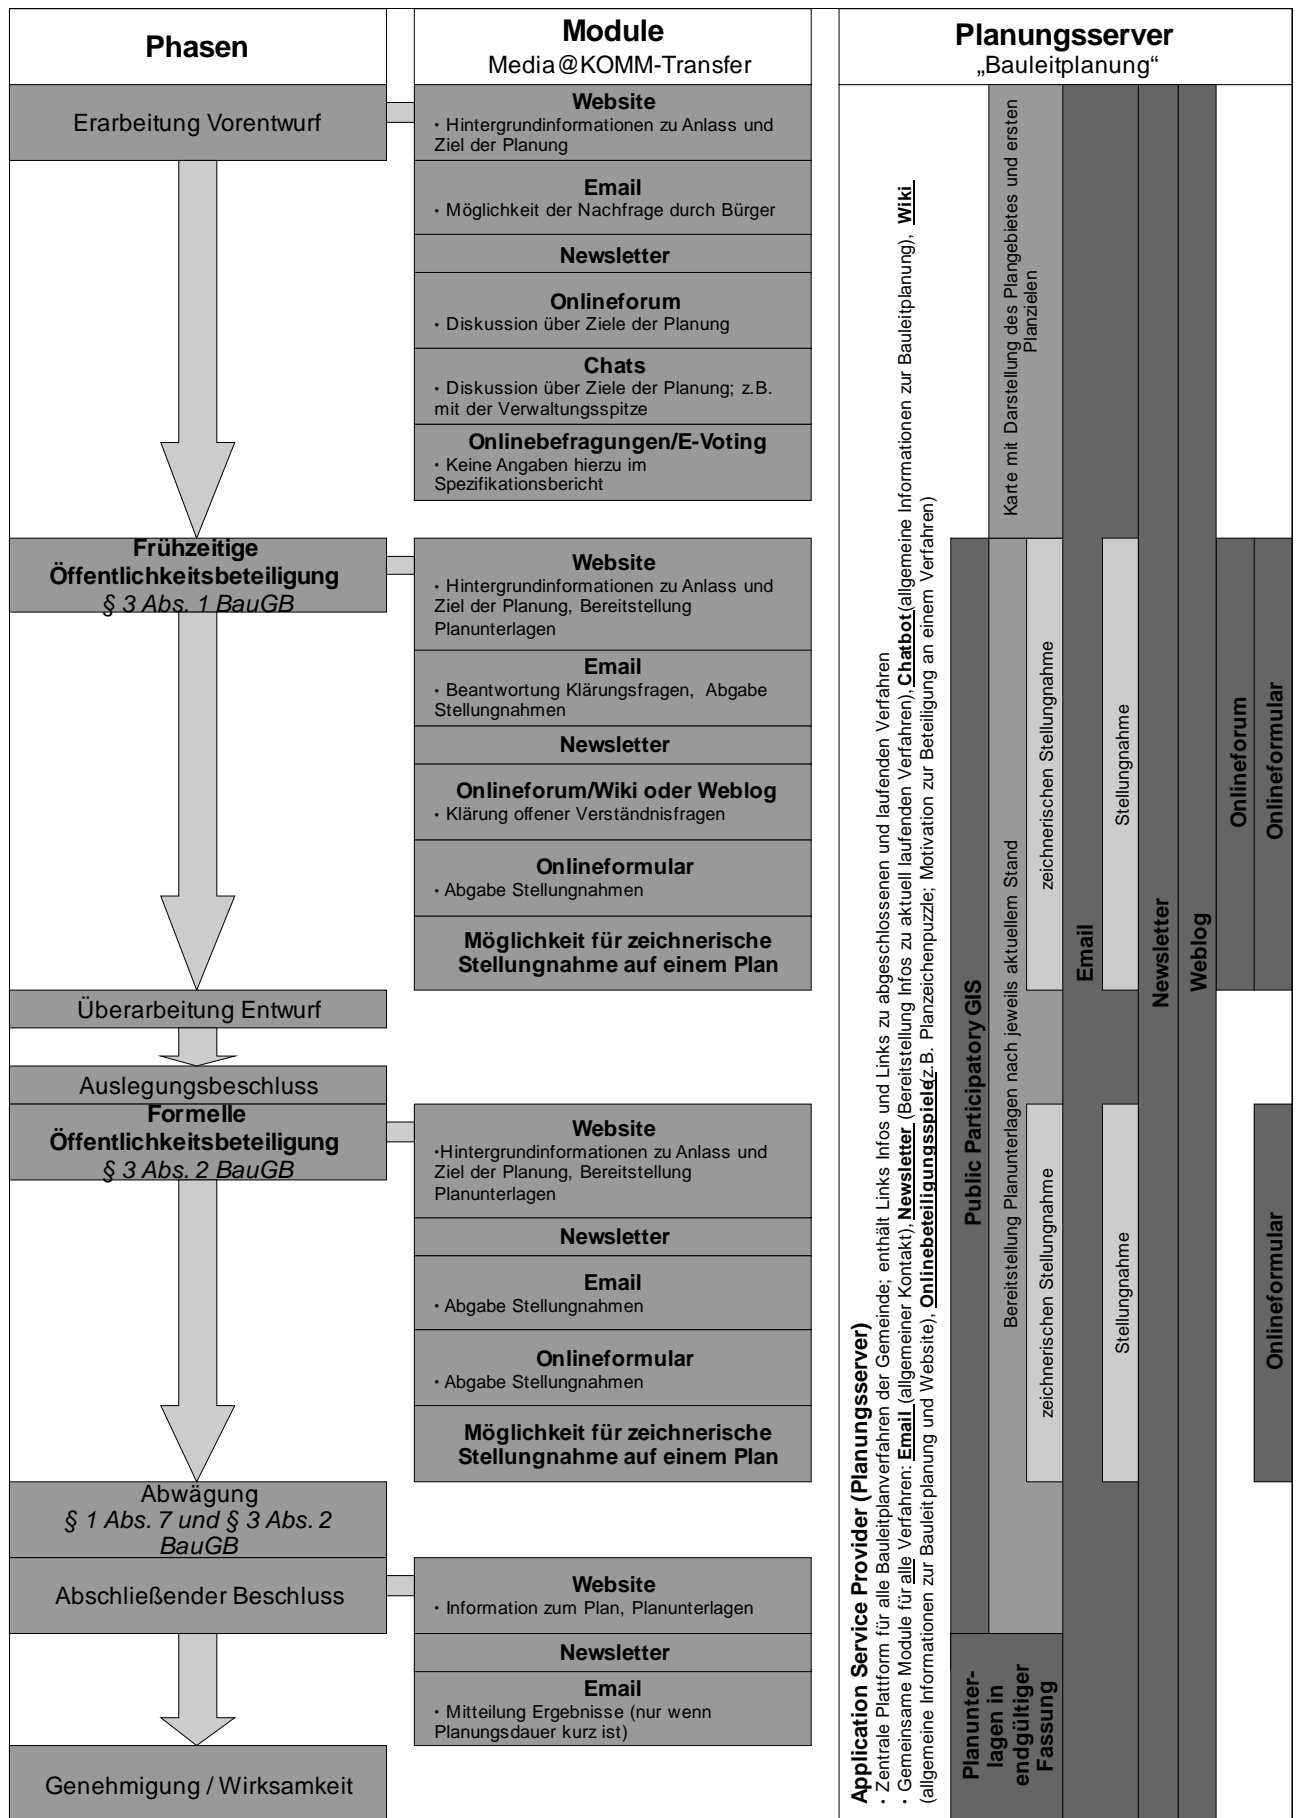 Phasen
Erarbeitung Vorentwurf
Frühzeitige
Öffentlichkeitsbeteiligung
§ 3 Abs. 1 BauGB
Überarbeitung Entwurf
Auslegungsbeschluss
Formelle
Öffentlichkeitsbeteiligung
§ 3 Abs. 2 BauGB
Abwägung
§ 1 Abs. 7 und § 3 Abs. 2
BauGB
Abschließender Beschluss
Genehmigung / Wirksamkeit
Module
Media@KOMM-Transfer
Website
• Hintergrundinformationen zu Anlass und
Ziel der Planung
Email
• Möglichkeit der Nachfrage durch Bürger
Newsletter
Onlineforum
• Diskussion über Ziele der Planung
Chats
• Diskussion über Ziele der Planung; z.B.
mit der Verwaltungsspitze
Onlinebefragungen/E-Voting
• Keine Angaben hierzu im
Spezifikationsbericht
Website
• Hintergrundinformationen zu Anlass und
Ziel der Planung, Bereitstellung
Planunterlagen
Email
• Beantwortung Klärungsfragen, Abgabe
Stellungnahmen
Newsletter
Onlineforum/Wiki oder Weblog
• Klärung offener Verständnisfragen
Onlineformular
• Abgabe Stellungnahmen
Möglichkeit für zeichnerische
Stellungnahme auf einem Plan
Website
•Hintergrundinformationen zu Anlass und
Ziel der Planung, Bereitstellung
Planunterlagen
Newsletter
Email
• Abgabe Stellungnahmen
Onlineformular
• Abgabe Stellungnahmen
Möglichkeit für zeichnerische
Stellungnahme auf einem Plan
Website
• Information zum Plan, Planunterlagen
Newsletter
Email
• Mitteilung Ergebnisse (nur wenn
Planungsdauer kurz ist)
Planungsserver
„Bauleitplanung“
Application Service Provider (Planungsserver)
• Zentrale Plattform für alle Bauleitplanverfahren der Gemeinde; enthält Links Infos und Links zu abgeschlossenen und laufenden Verfahren
• Gemeinsame Module für alle Verfahren: Email (allgemeiner Kontakt), Newsletter (Bereitstellung Infos zu aktuell laufenden Verfahren), Chatbot (allgemeine Informationen zur Bauleitplanung), Wiki
(allgemeine Informationen zur Bauleitplanung und Website), Onlinebeteiligungsspiele (z.B. Planzeichenpuzzle; Motivation zur Beteiligung an einem Verfahren)
Public Participatory GIS
Planunter-
lagen in
endgültiger
Fassung
Karte mit Darstellung des Plangebietes und ersten
Planzielen
Bereitstellung Planunterlagen nach jeweils aktuellem Stand
zeichnerischen Stellungnahme
zeichnerischen Stellungnahme
Email
Stellungnahme
Stellungnahme
Newsletter
Weblog
Onlineforum
Onlineformular
Onlineformular